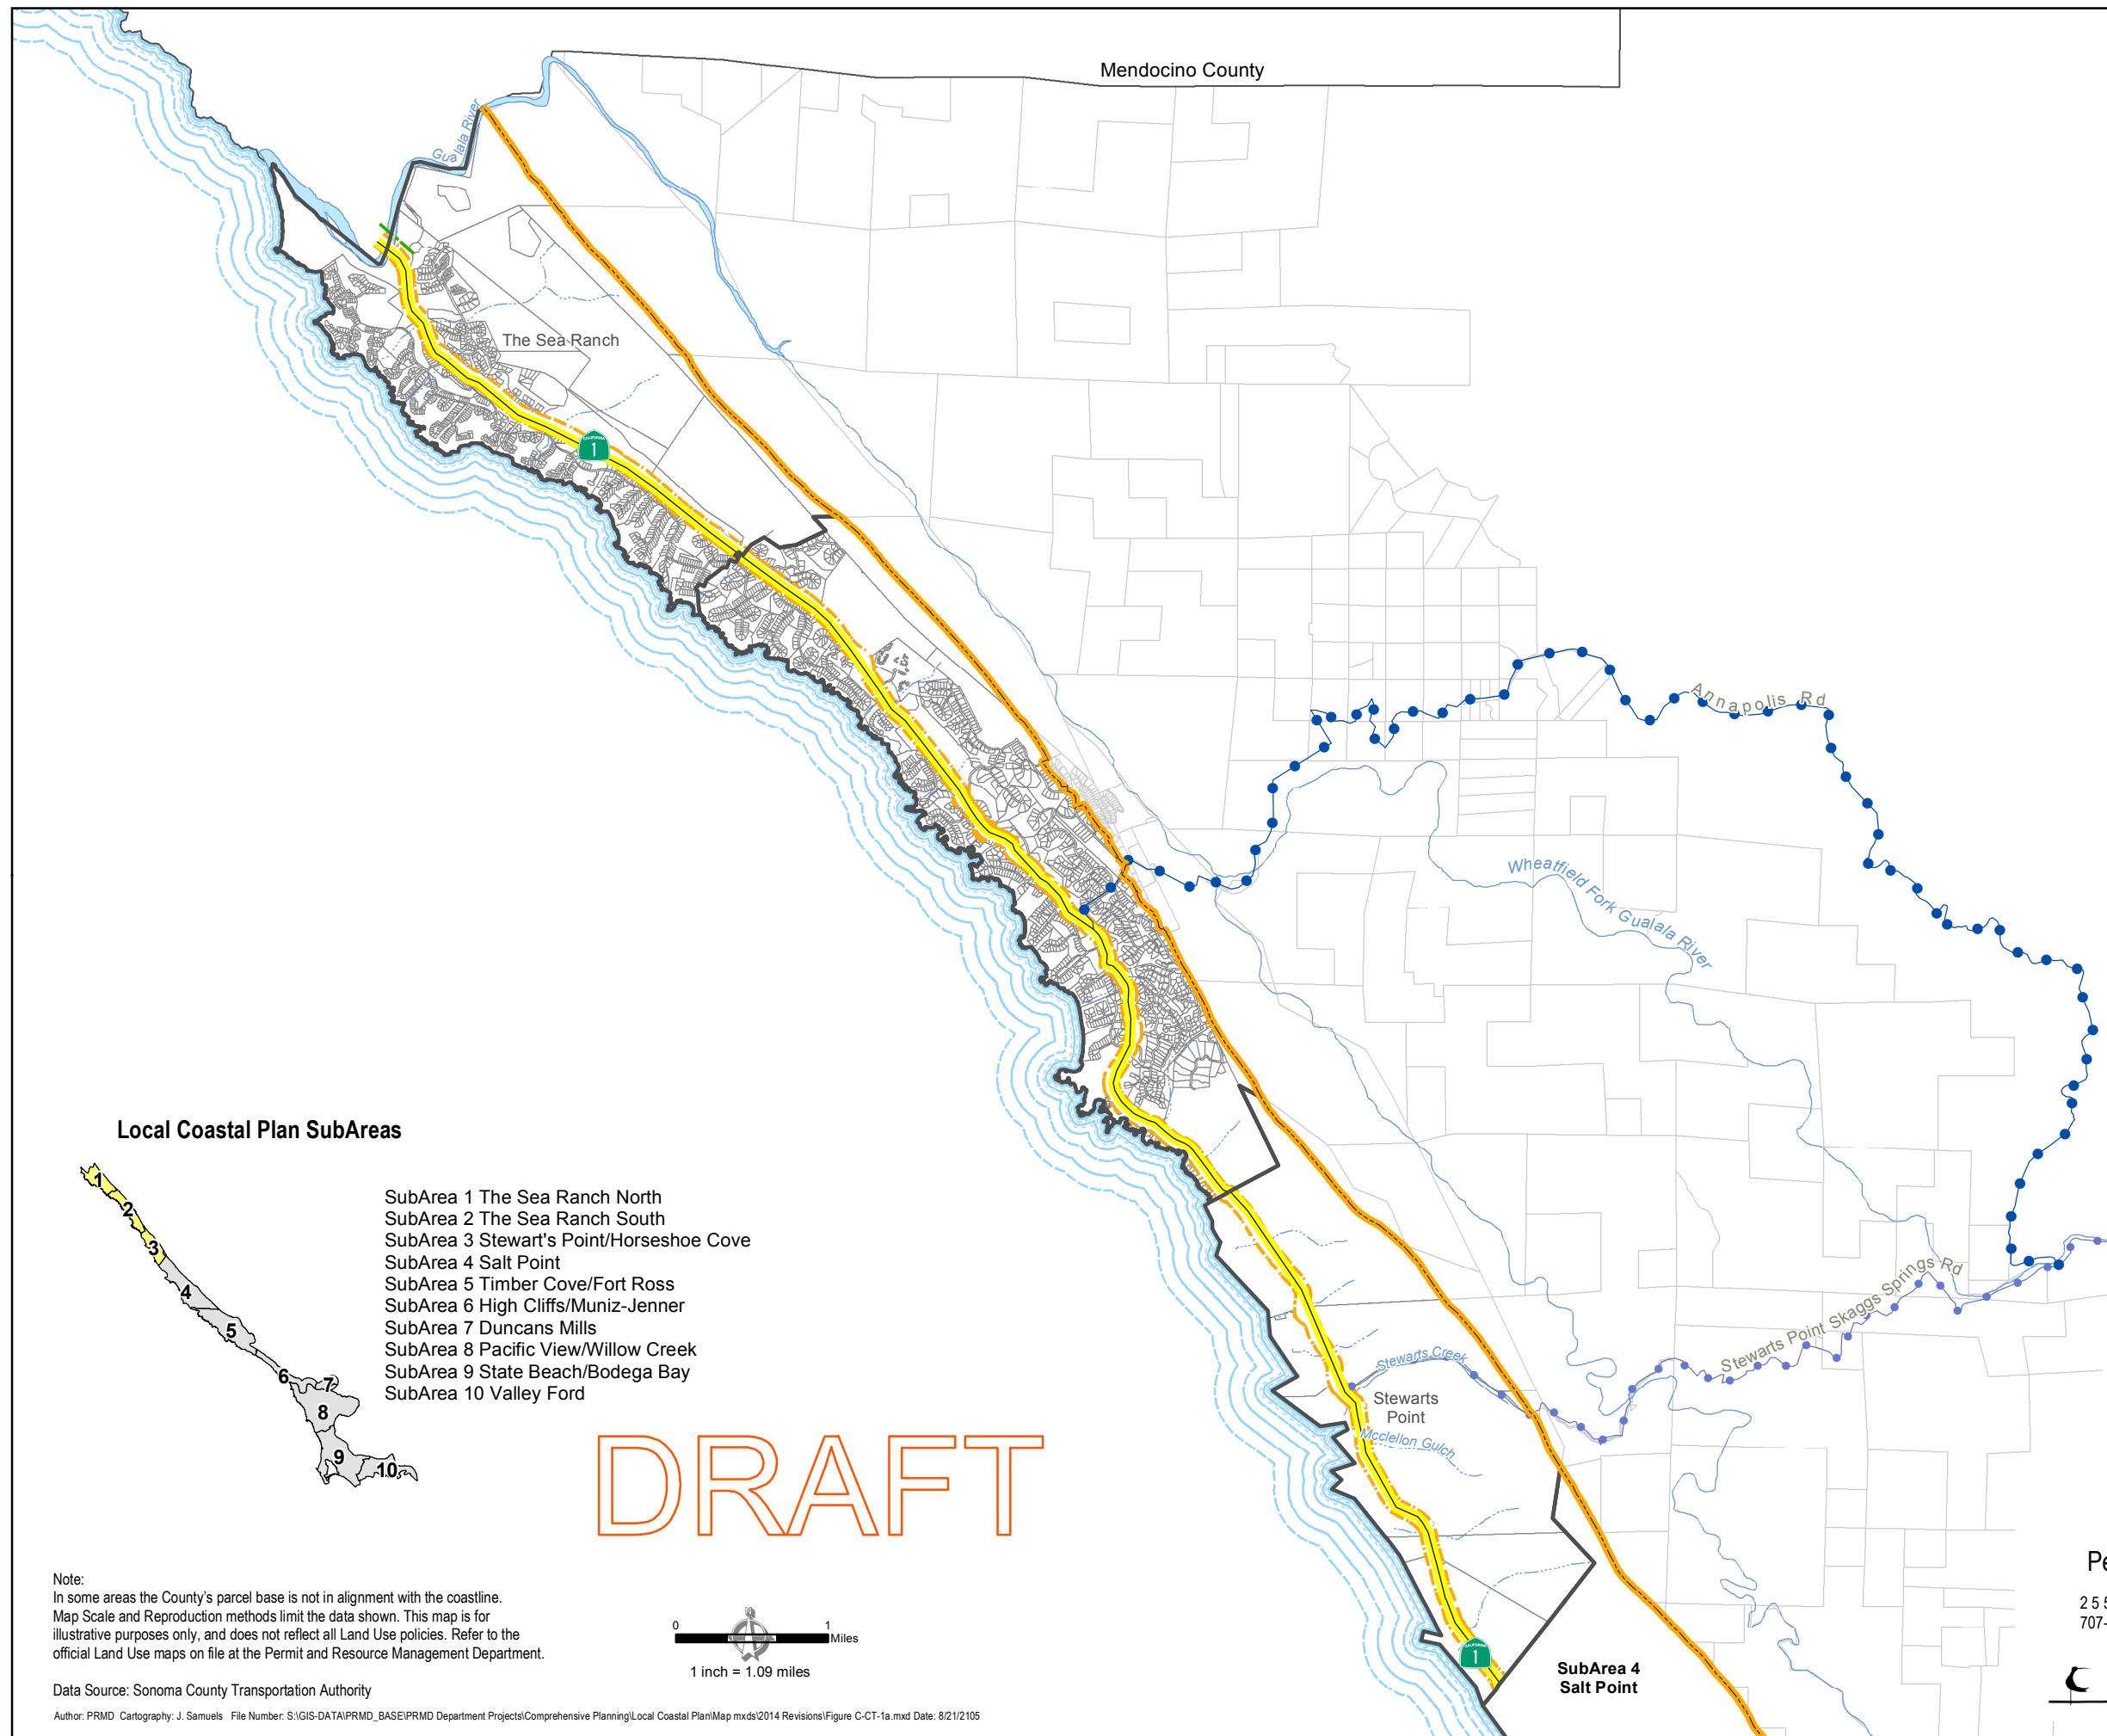 Mendocino County
Gualala River
The Sea Ranch
CALIFORNIA
1
Annapolis Rd
Wheatfield Fork Gualala River
Local Coastal Plan SubAreas
1
2
3
4
5
6
7
8
9
10
SubArea 1 The Sea Ranch North
SubArea 2 The Sea Ranch South
SubArea 3 Stewart's Point/Horseshoe Cove
SubArea 4 Salt Point
SubArea 5 Timber Cove/Fort Ross
SubArea 6 High Cliffs/Muniz-Jenner
SubArea 7 Duncans Mills
SubArea 8 Pacific View/Willow Creek
SubArea 9 State Beach/Bodega Bay
SubArea 10 Valley Ford
Stewarts Point Skaggs Springs Rd
Stewarts Creek
Stewarts
Point
Mcclellon Gulch
DRAFT
Note:
In some areas the County's parcel base is not in alignment with the coastline.
Map Scale and Reproduction methods limit the data shown. This map is for
illustrative purposes only, and does not reflect all Land Use policies. Refer to the
official Land Use maps on file at the Permit and Resource Management Department.
0 1
Miles
1 inch = 1.09 miles
CALIFORNIA
1
SubArea 4
Salt Point
Pe
2 5 5
707-
Data Source: Sonoma County Transportation Authority
Author: PRMD Cartography: J. Samuels File Number: S:\GIS-DATA\PRMD_BASE\PRMD Department Projects\Comprehensive Planning\Local Coastal Plan\Map mxds\2014 Revisions\Figure C-CT-1a.mxd Date: 8/21/2105